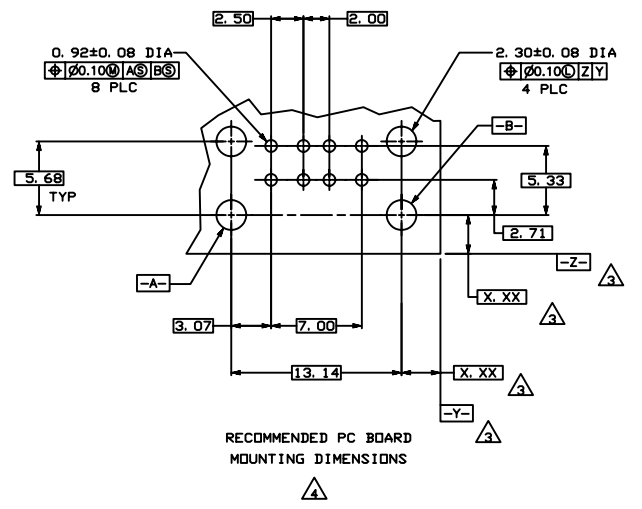 2.50
2.00
0.92±0.08 DIA
⌖ Ø0.10Ⓜ AⓈ BⓈ
8 PLC
2.30±0.08 DIA
⌖ Ø0.10Ⓛ Z Y
4 PLC
-B-
5.68
TYP
5.33
2.71
-A-
-Z-
3
X.XX
3
3.07
7.00
13.14
X.XX
3
-Y-
3
RECOMMENDED PC BOARD
MOUNTING DIMENSIONS
4